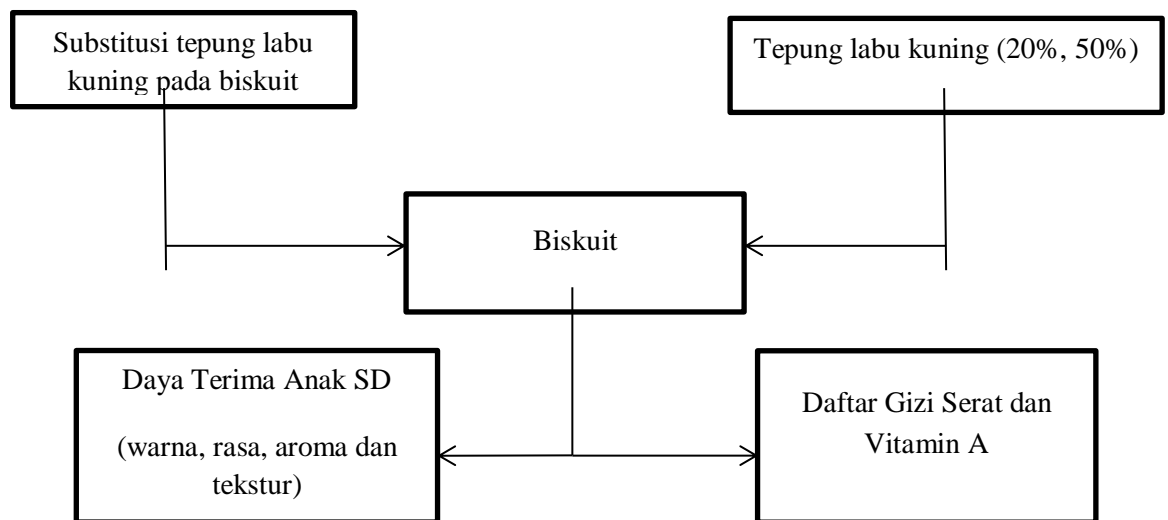 Substitusi tepung labu
kuning pada biskuit
Tepung labu kuning (20%, 50%)
Biskuit
Daya Terima Anak SD
(warna, rasa, aroma dan
tekstur)
Daftar Gizi Serat dan
Vitamin A